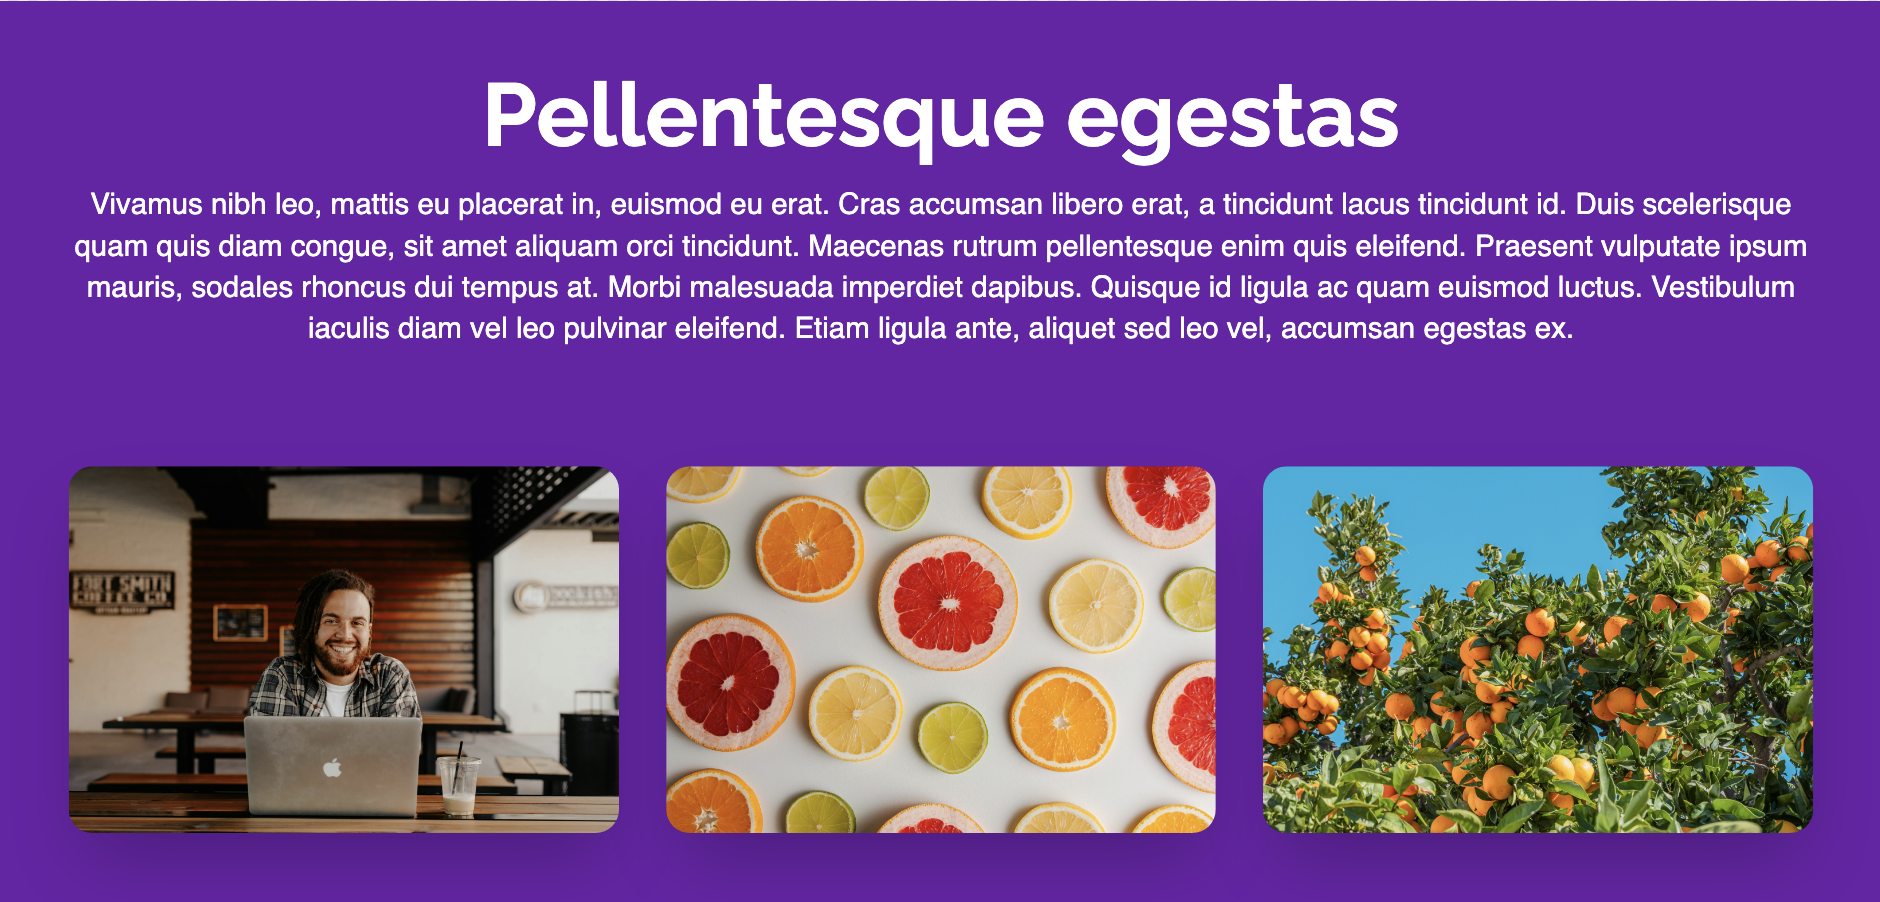 Pellentesque egestas
Vivamus nibh leo, mattis eu placerat in, euismod eu erat. Cras accumsan libero erat, a tincidunt lacus tincidunt id. Duis scelerisque
quam quis diam congue, sit amet aliquam orci tincidunt. Maecenas rutrum pellentesque enim quis eleifend. Praesent vulputate ipsum
mauris, sodales rhoncus dui tempus at. Morbi malesuada imperdiet dapibus. Quisque id ligula ac quam euismod luctus. Vestibulum
iaculis diam vel leo pulvinar eleifend. Etiam ligula ante, aliquet sed leo vel, accumsan egestas ex.
FORT SMITH
COFFEE CO.